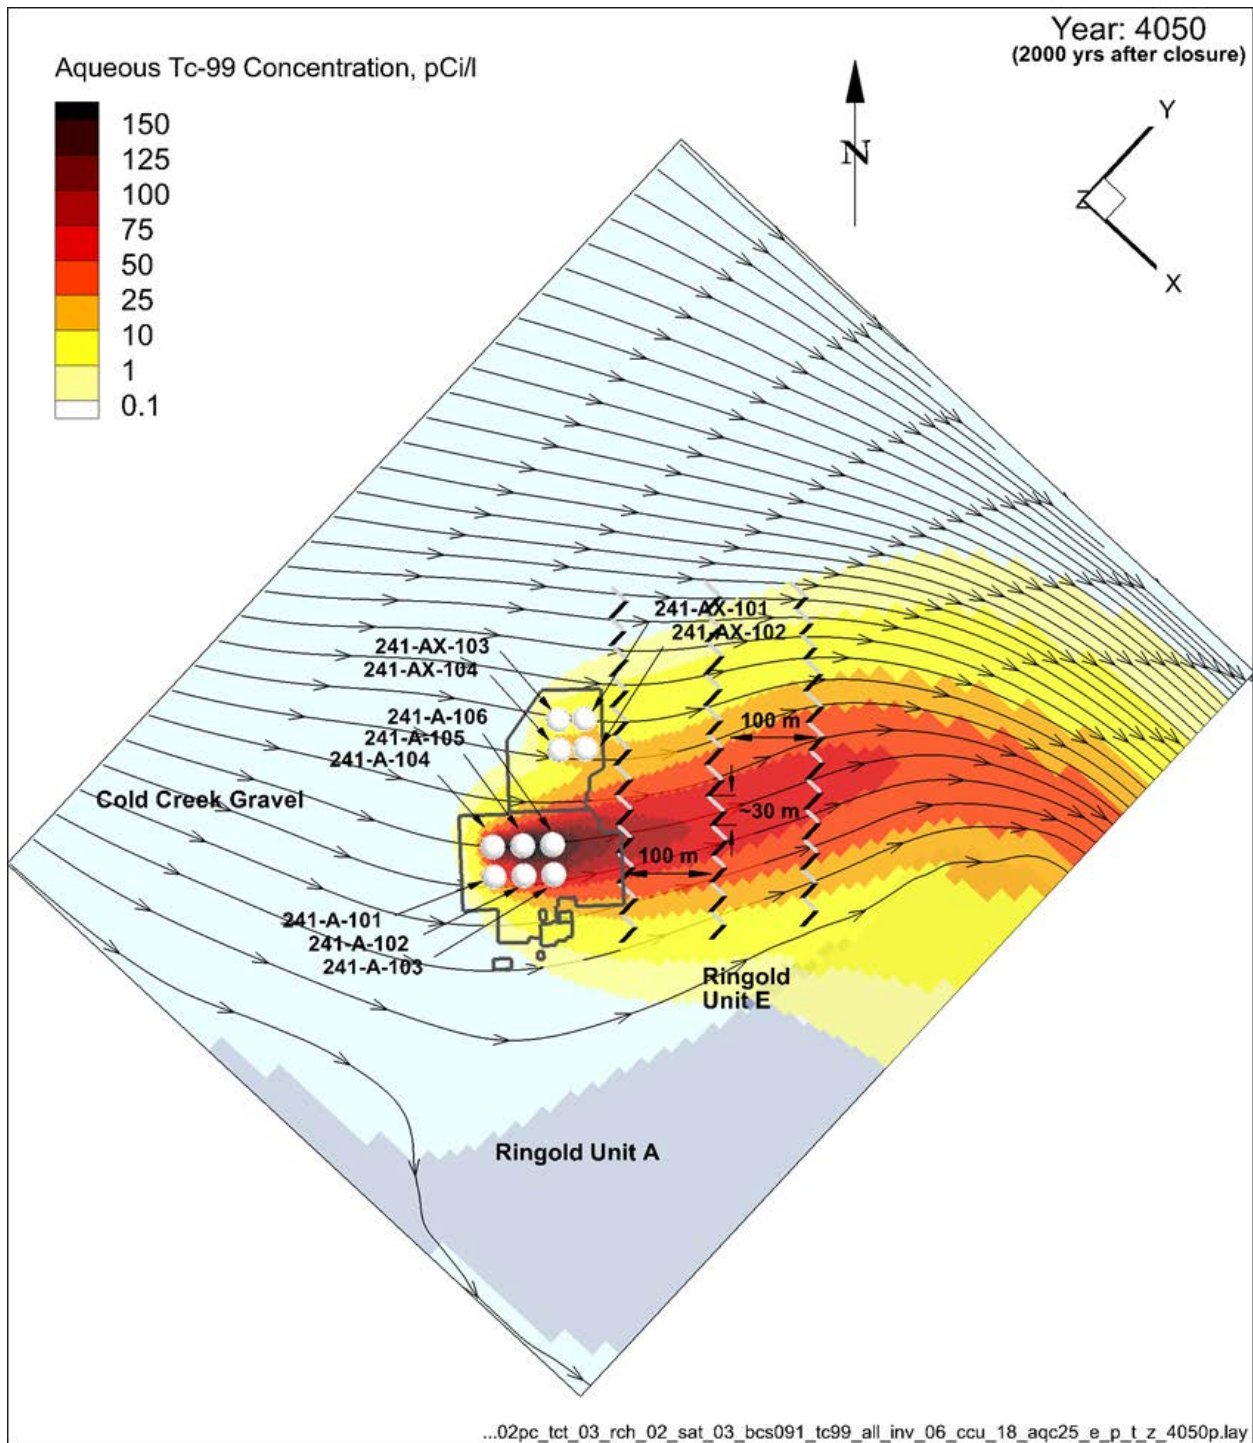 Year: 4050
(2000 yrs after closure)
Aqueous Tc-99 Concentration, pCi/l
150
125
100
75
50
25
10
1
0.1
N
Y
Z
X
241-AX-101
241-AX-102
241-AX-103
241-AX-104
241-A-106
241-A-105
241-A-104
100 m
Cold Creek Gravel
~30 m
100 m
241-A-101
241-A-102
241-A-103
Ringold
Unit E
Ringold Unit A
...02pc_tct_03_rch_02_sat_03_bcs091_tc99_all_inv_06_ccu_18_aqc25_e_p_t_z_4050p.lay